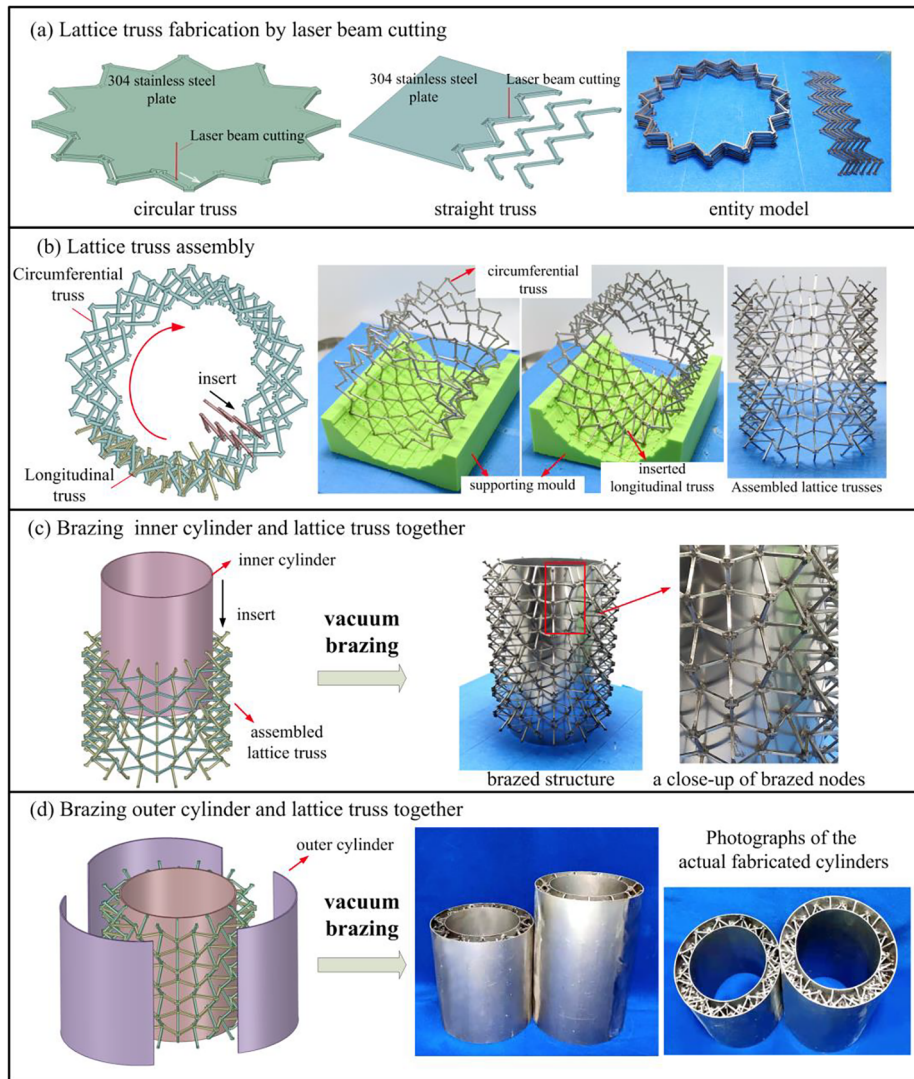 (a) Lattice truss fabrication by laser beam cutting
304 stainless steel
plate
Laser beam cutting
circular truss
304 stainless steel
plate
Laser beam cutting
straight truss
entity model
(b) Lattice truss assembly
Circumferential
truss
insert
Longitudinal
truss
circumferential
truss
supporting mould
inserted
longitudinal truss
Assembled lattice trusses
(c) Brazing inner cylinder and lattice truss together
inner cylinder
insert
assembled
lattice truss
vacuum
brazing
brazed structure
a close-up of brazed nodes
(d) Brazing outer cylinder and lattice truss together
outer cylinder
vacuum
brazing
Photographs of the
actual fabricated cylinders